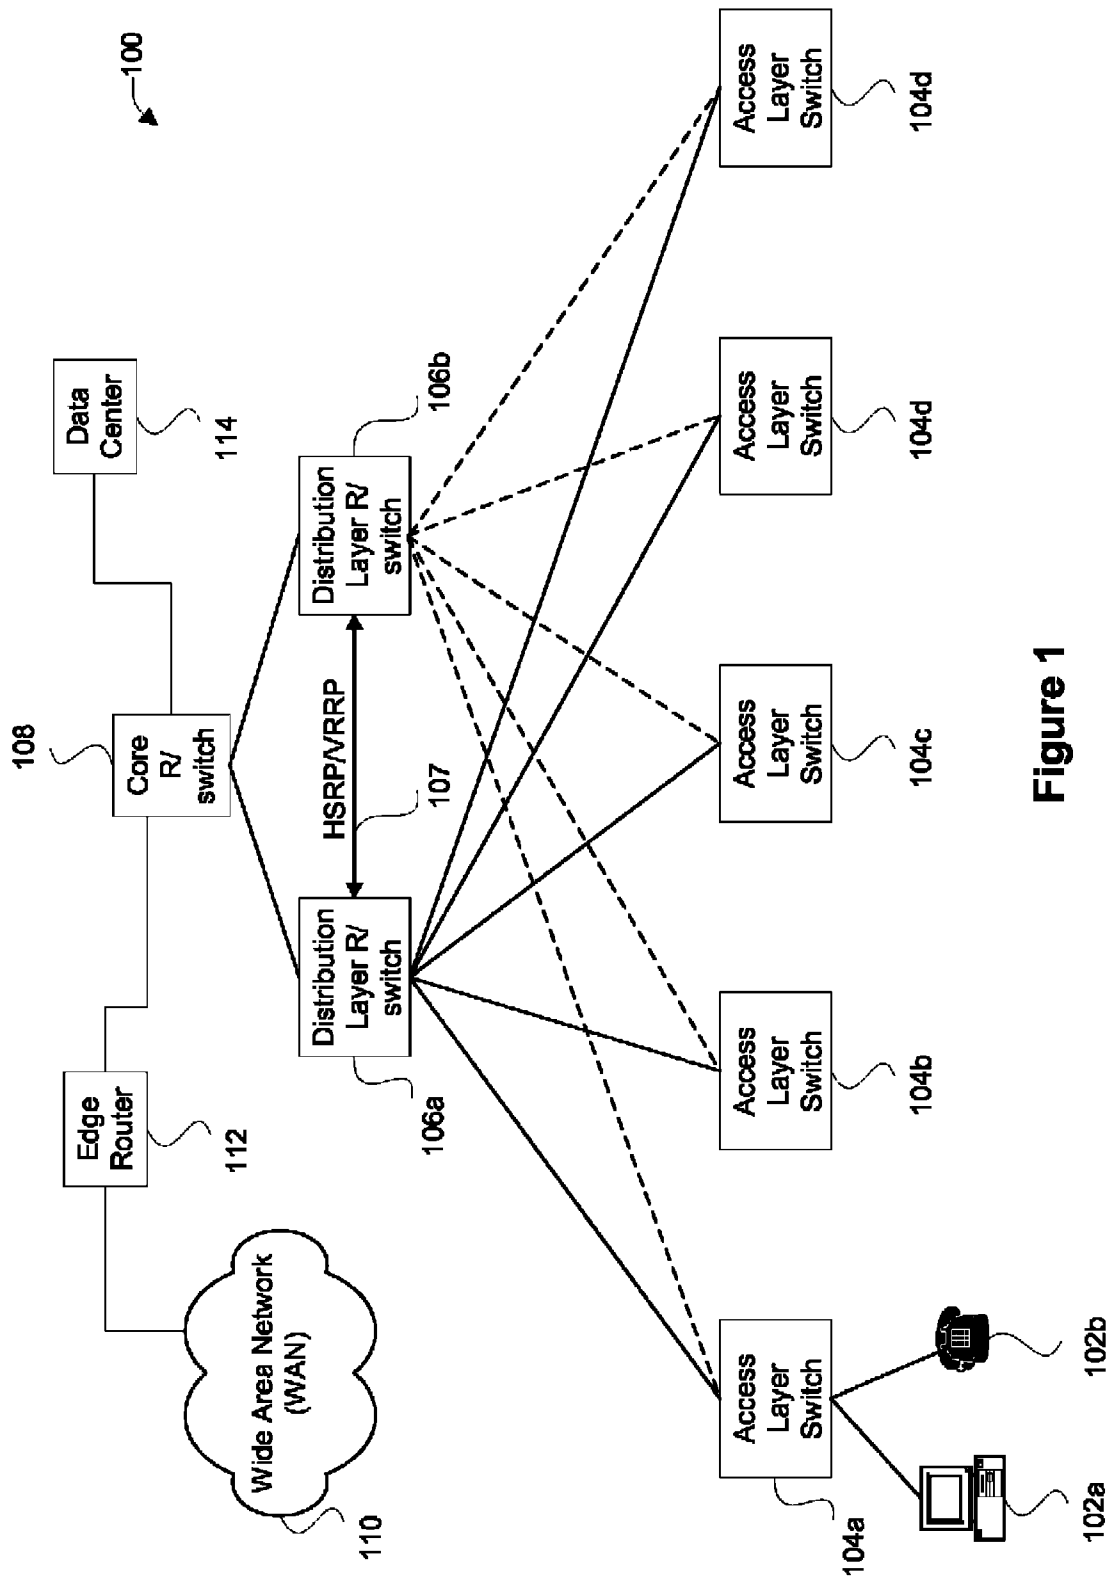 100
Data
Center
114
108
Core
R/
switch
Edge
Router
112
Wide Area Network
(WAN)
110
Distribution
Layer R/
switch
106a
HSRP/VRRP
107
Distribution
Layer R/
switch
106b
Access
Layer
Switch
104a
Access
Layer
Switch
104b
Access
Layer
Switch
104c
Access
Layer
Switch
104d
Access
Layer
Switch
104d
102a
102b
Figure 1